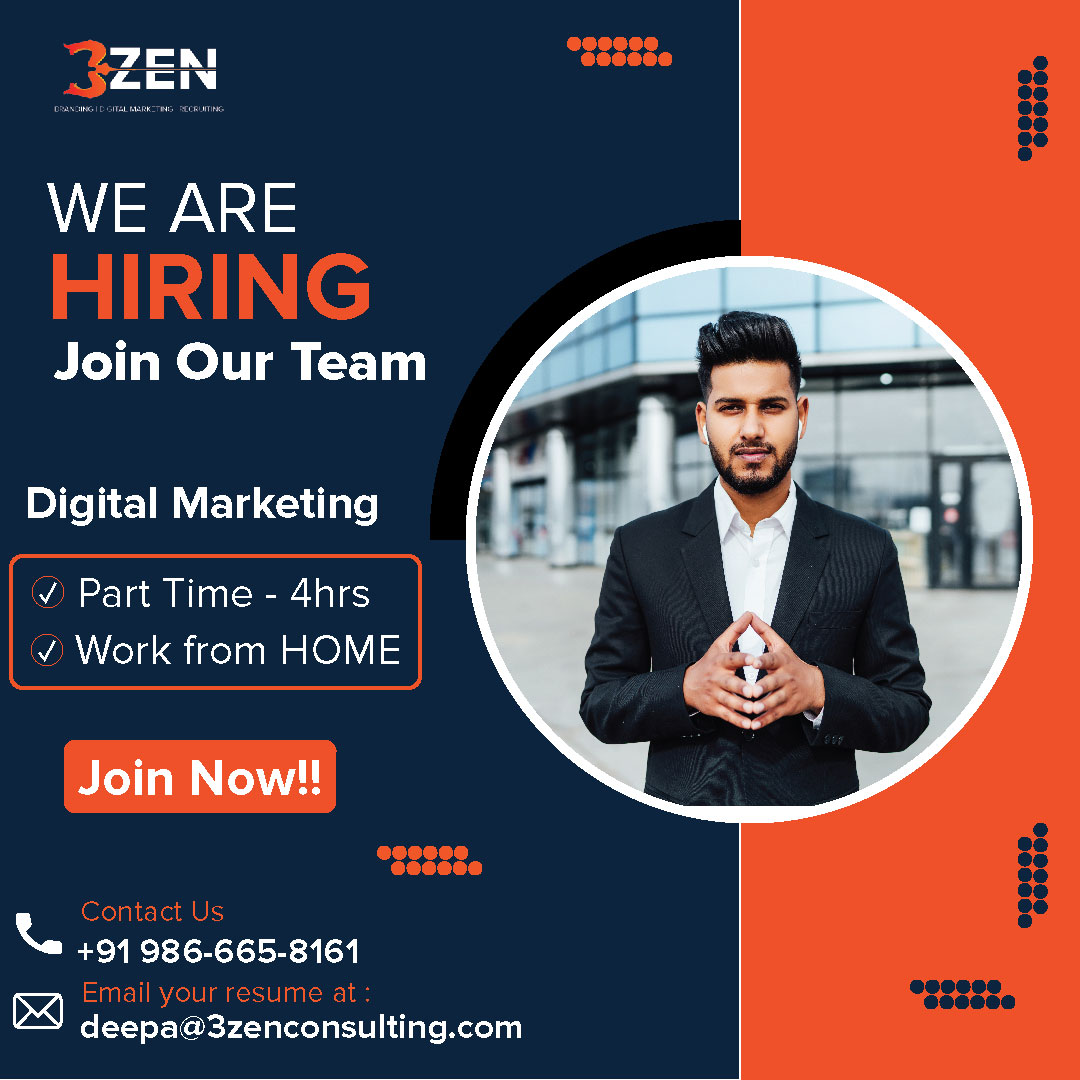 3ZEN
BRANDING | DIGITAL MARKETING | RECRUITING
WE ARE
HIRING
Join Our Team
Digital Marketing
Part Time - 4hrs
Work from HOME
Join Now!!
Contact Us
+91 986-665-8161
Email your resume at :
deepa@3zenconsulting.com